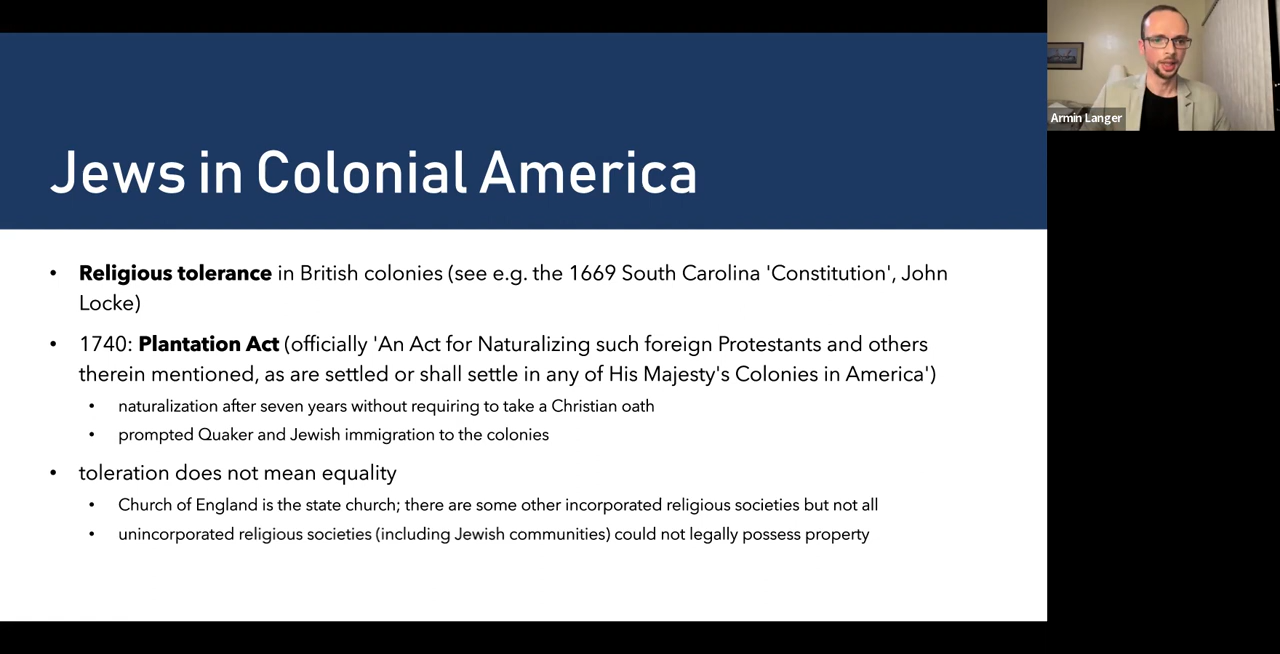 Jews in Colonial America
• Religious tolerance in British colonies (see e.g. the 1669 South Carolina 'Constitution', John
Locke)
• 1740: Plantation Act (officially 'An Act for Naturalizing such foreign Protestants and others
therein mentioned, as are settled or shall settle in any of His Majesty's Colonies in America')
• naturalization after seven years without requiring to take a Christian oath
• prompted Quaker and Jewish immigration to the colonies
• toleration does not mean equality
• Church of England is the state church; there are some other incorporated religious societies but not all
• unincorporated religious societies (including Jewish communities) could not legally possess property
Armin Langer